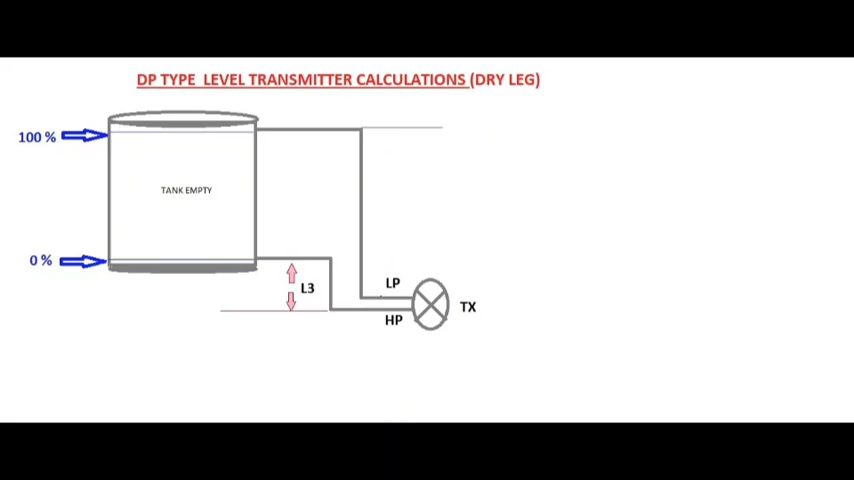 DP TYPE LEVEL TRANSMITTER CALCULATIONS (DRY LEG)
100 %
TANK EMPTY
0 %
L3
LP
HP
TX